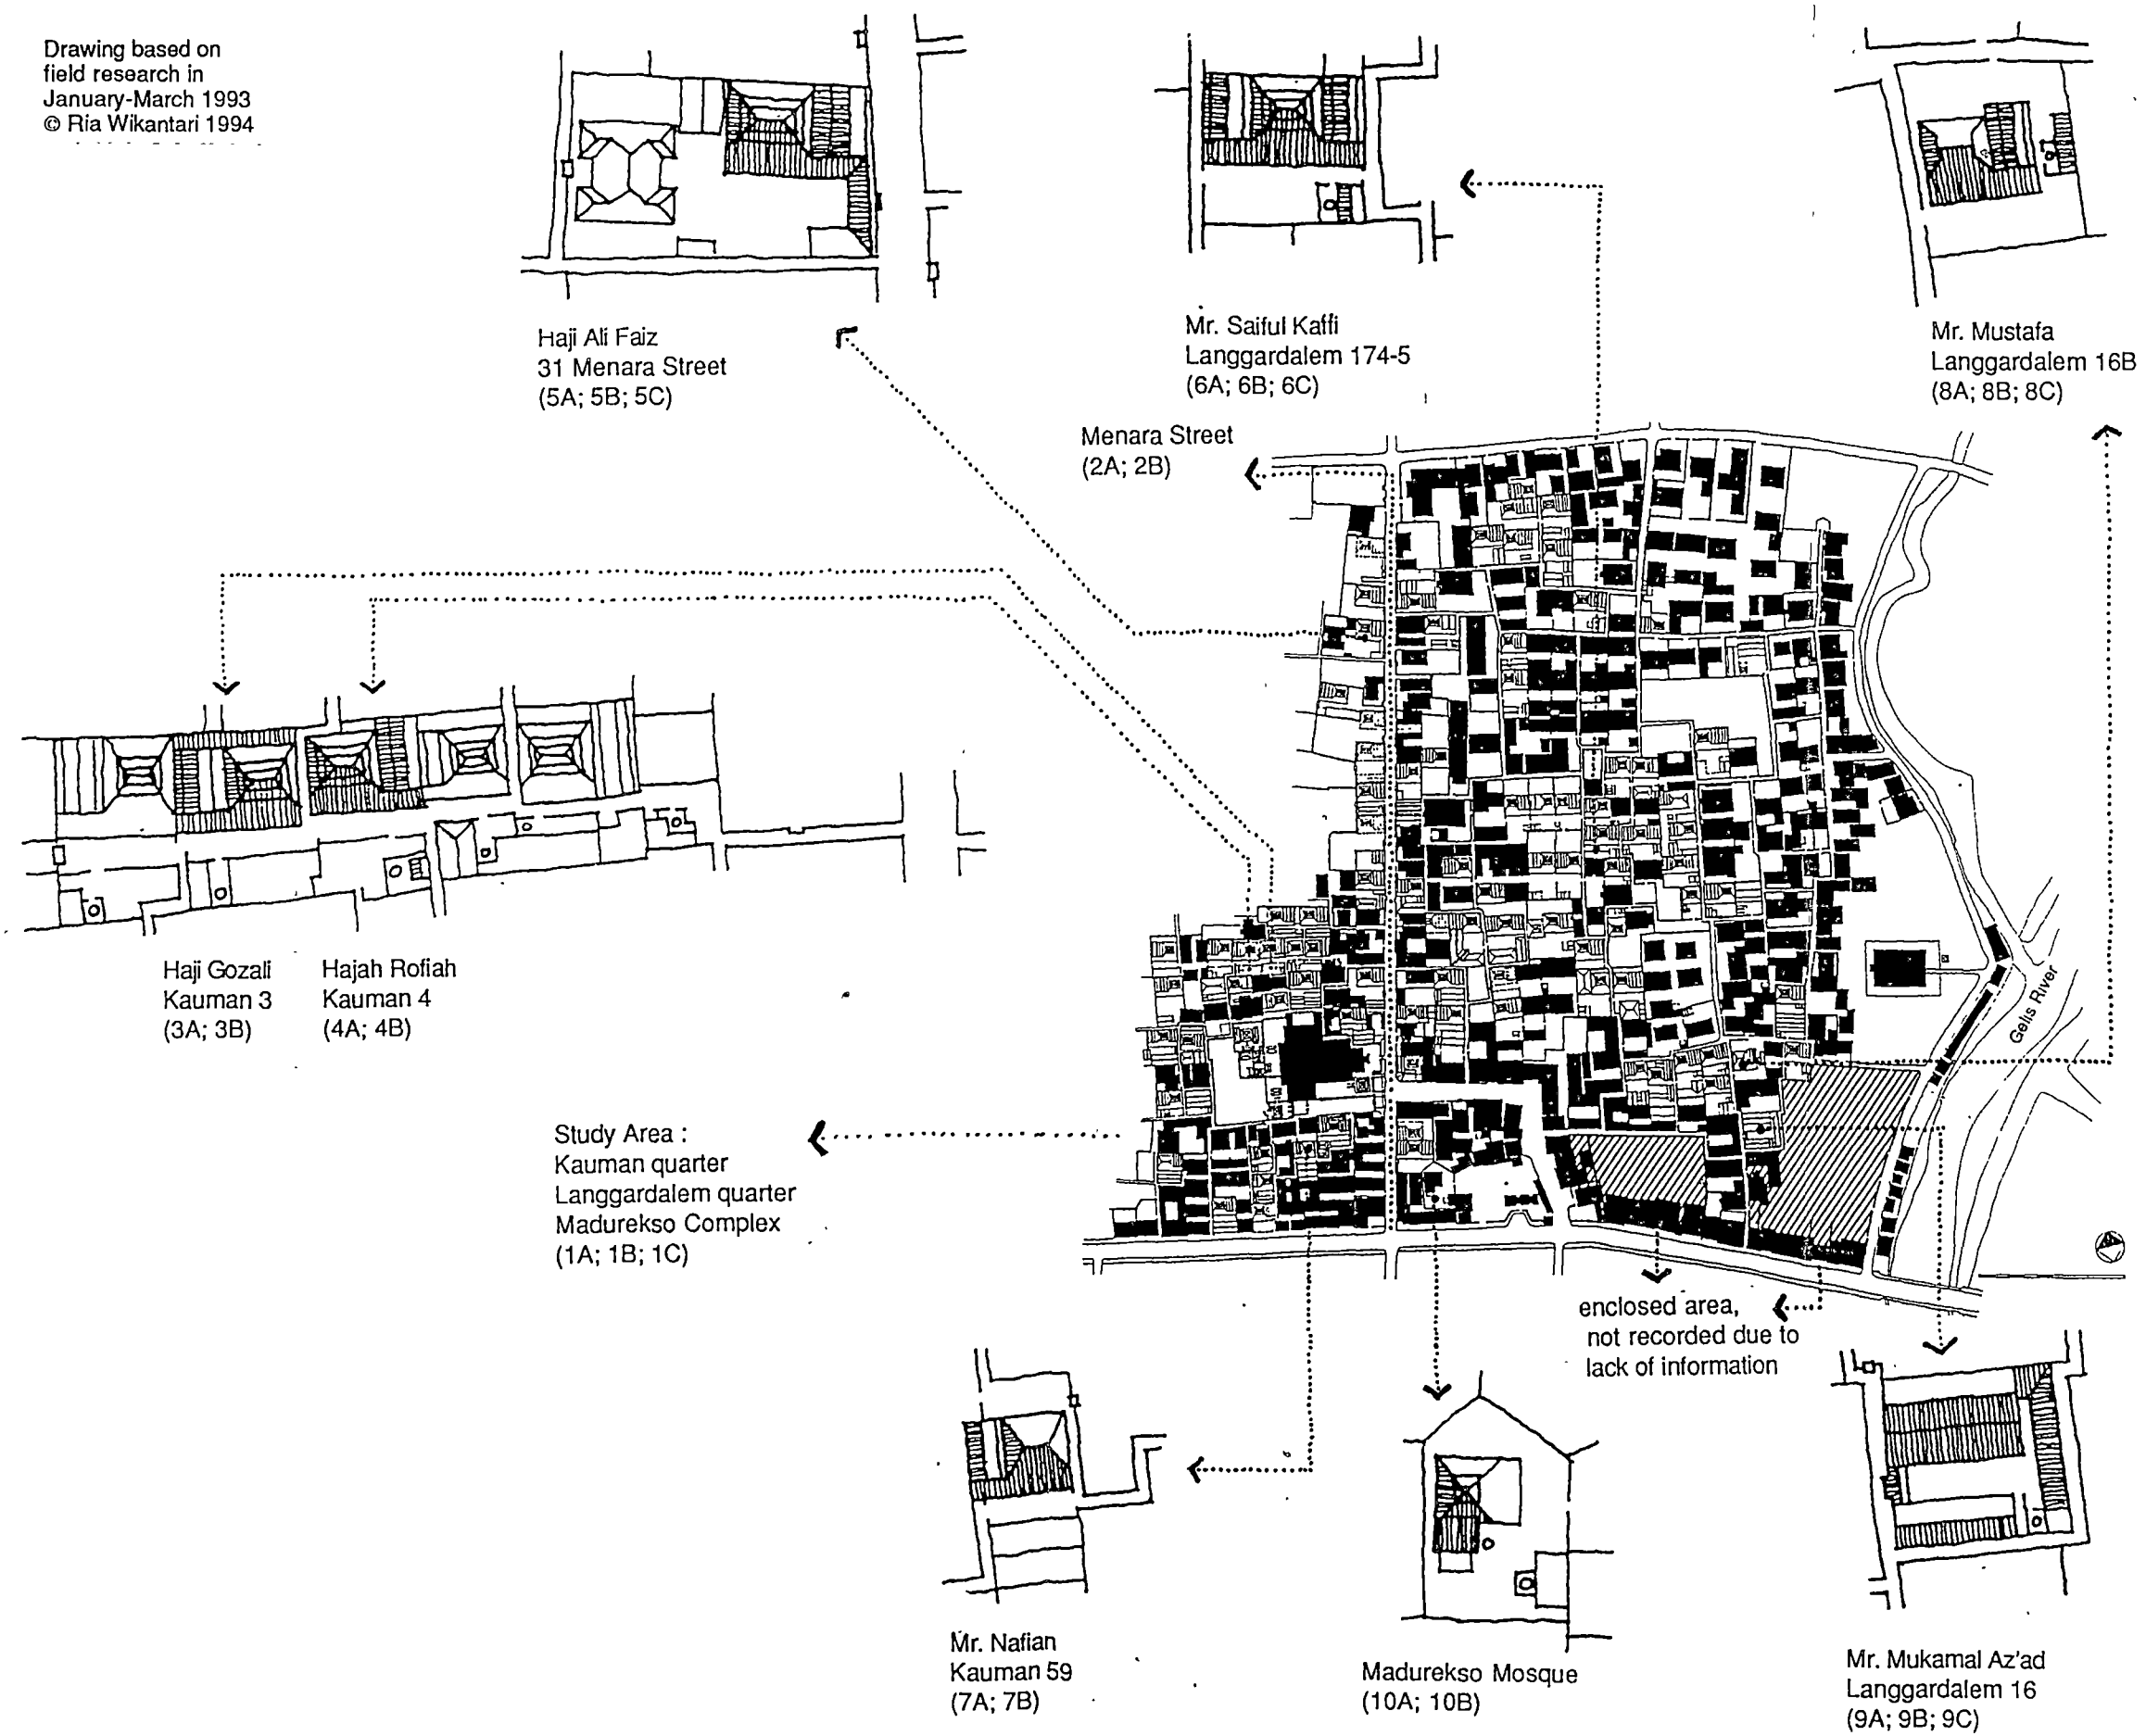 Drawing based on
field research in
January-March 1993
© Ria Wikantari 1994
Haji Ali Faiz
31 Menara Street
(5A; 5B; 5C)
Mr. Saiful Kaffi
Langgardalem 174-5
(6A; 6B; 6C)
Mr. Mustafa
Langgardalem 16B
(8A; 8B; 8C)
Menara Street
(2A; 2B)
Haji Gozali
Kauman 3
(3A; 3B)
Hajah Rofiah
Kauman 4
(4A; 4B)
Gelis River
Study Area :
Kauman quarter
Langgardalem quarter
Madurekso Complex
(1A; 1B; 1C)
enclosed area,
not recorded due to
lack of information
Mr. Nafian
Kauman 59
(7A; 7B)
Madurekso Mosque
(10A; 10B)
Mr. Mukamal Az'ad
Langgardalem 16
(9A; 9B; 9C)